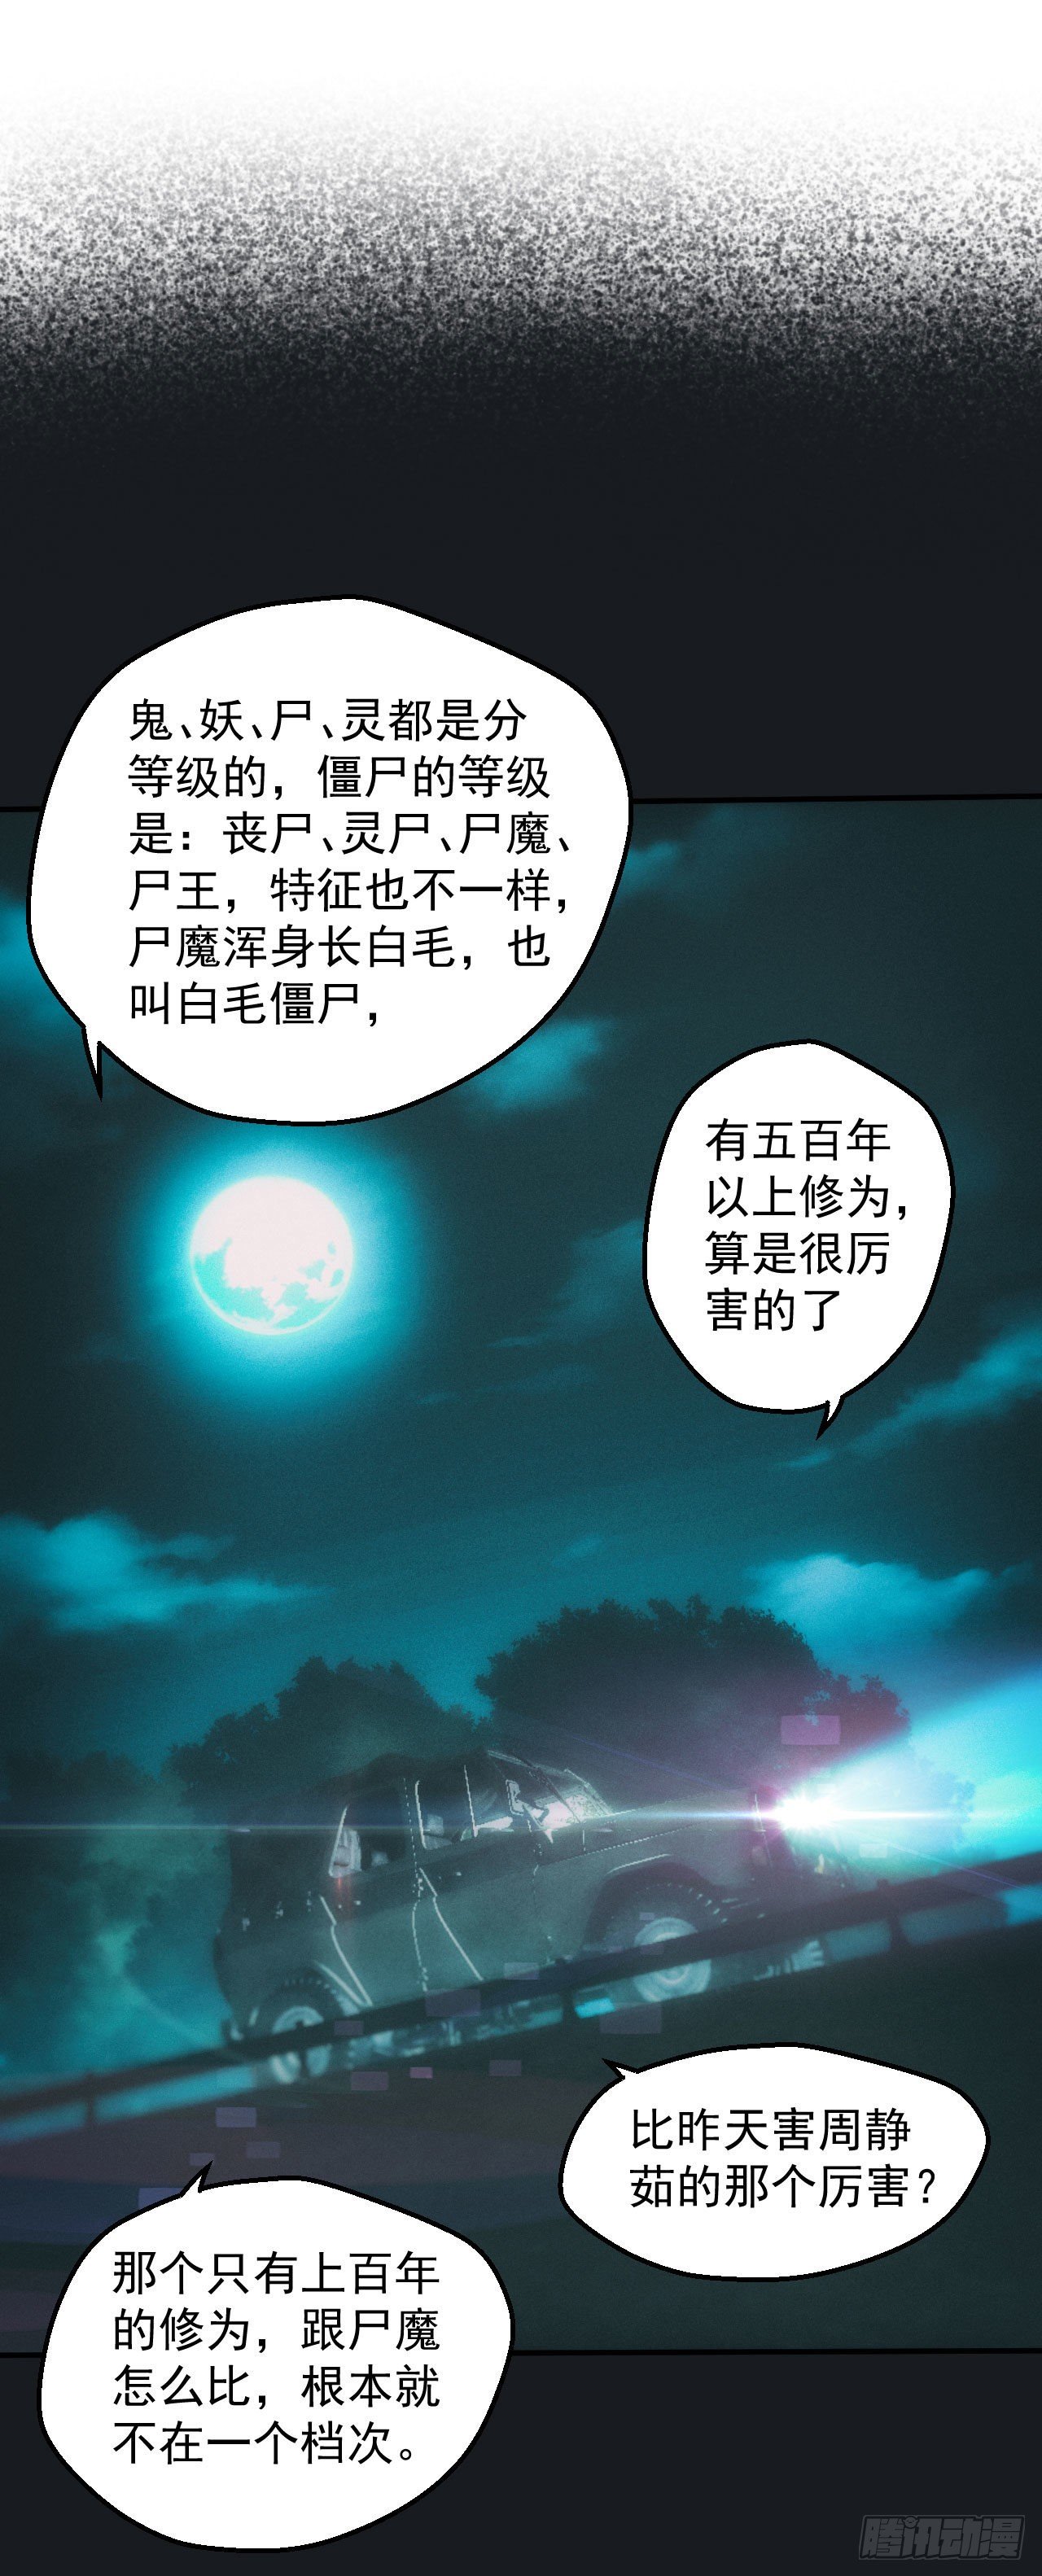 鬼、妖、尸、灵都是分
等级的，僵尸的等级
是：丧尸、灵尸、尸魔、
尸王，特征也不一样，
尸魔浑身长白毛，也
叫白毛僵尸，
有五百年
以上修为，
算是很厉
害的了
比昨天害周静
茹的那个厉害？
那个只有上百年
的修为，跟尸魔
怎么比，根本就
不在一个档次。
腾讯动漫